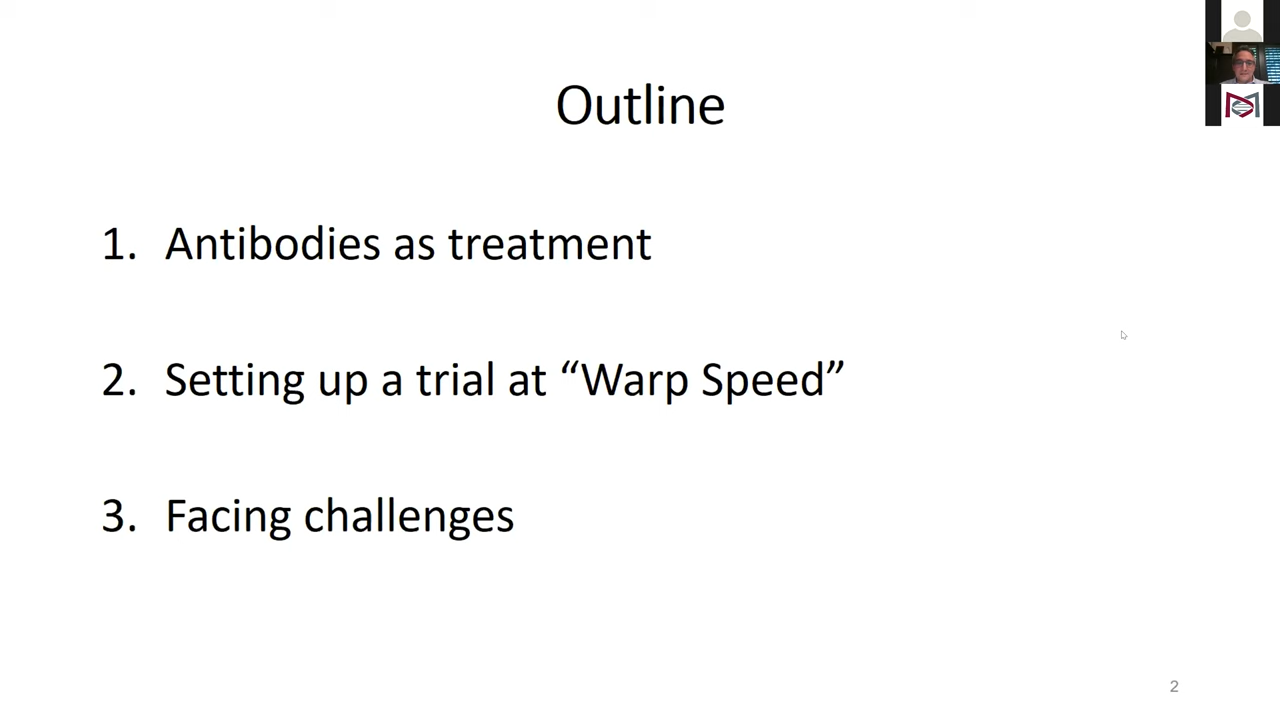 Outline
1. Antibodies as treatment
2. Setting up a trial at “Warp Speed”
3. Facing challenges
2